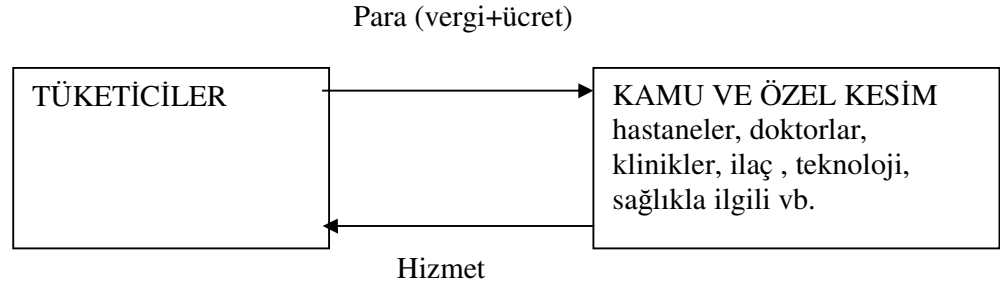 Para (vergi+ücret)
TÜKETİCİLER
KAMU VE ÖZEL KESİM
hastaneler, doktorlar,
klinikler, ilaç , teknoloji,
sağlıkla ilgili vb.
Hizmet